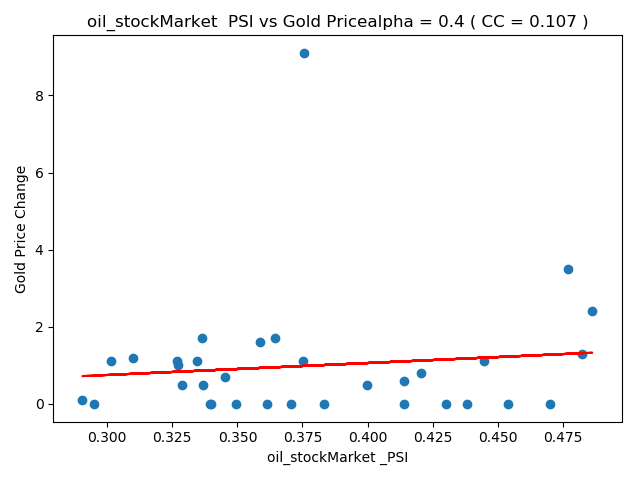 oil_stockMarket  PSI vs Gold Pricealpha = 0.4 ( CC = 0.107 )
Gold Price Change
8
6
4
2
0
0.300 0.325 0.350 0.375 0.400 0.425 0.450 0.475
oil_stockMarket _PSI